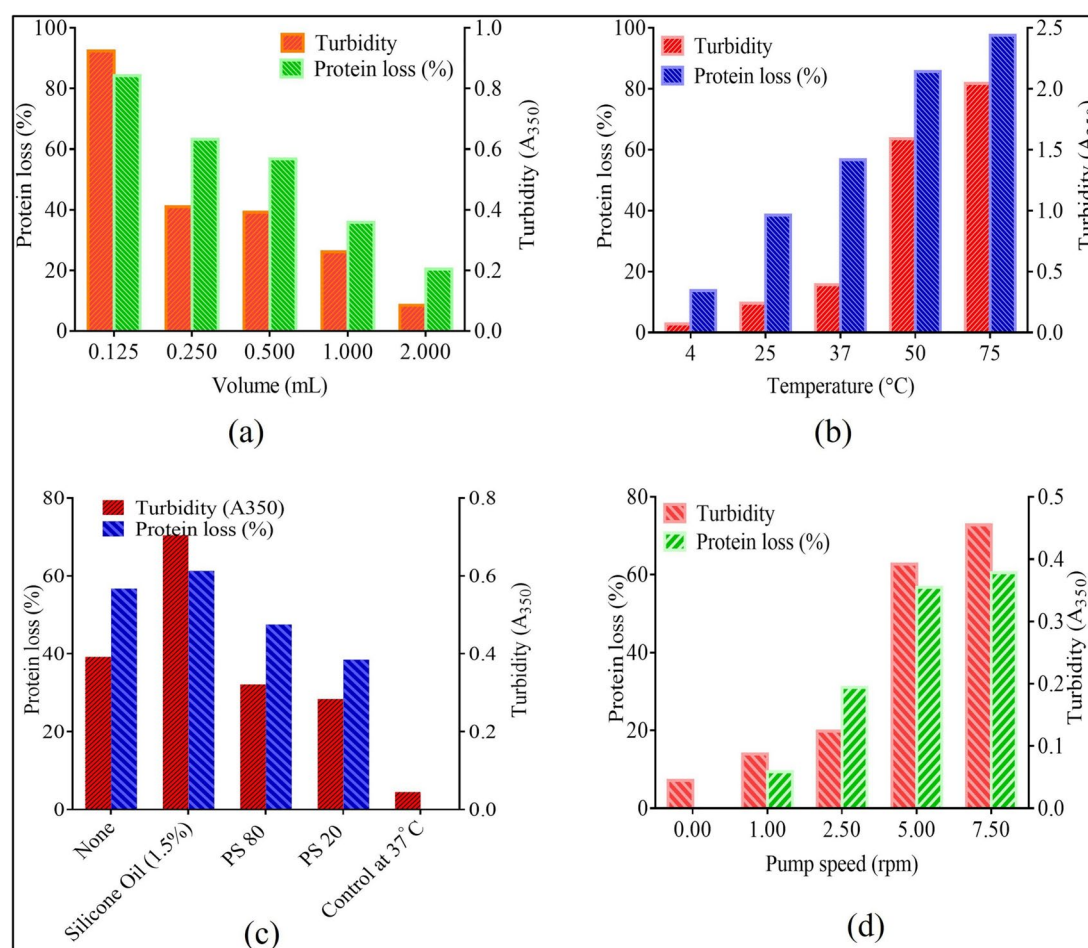 100
80
60
40
20
0
Protein loss (%)
Turbidity
Protein loss (%)
1.0
0.8
0.6
0.4
0.2
0.0
Turbidity (A350)
0.125 0.250 0.500 1.000 2.000
Volume (mL)
(a)
100
80
60
40
20
0
Protein loss (%)
Turbidity
Protein loss (%)
2.5
2.0
1.5
1.0
0.5
0.0
Turbidity
4 25 37 50 75
Temperature (°C)
(b)
80
60
40
20
0
Protein loss (%)
Turbidity (A350)
Protein loss (%)
0.8
0.6
0.4
0.2
0.0
Turbidity (A350)
None
Silicone Oil (1.5%)
PS 80
PS 20
Control at 37°C
(c)
80
60
40
20
0
Protein loss (%)
Turbidity
Protein loss (%)
0.5
0.4
0.3
0.2
0.1
0.0
Turbidity (A350)
0.00 1.00 2.50 5.00 7.50
Pump speed (rpm)
(d)